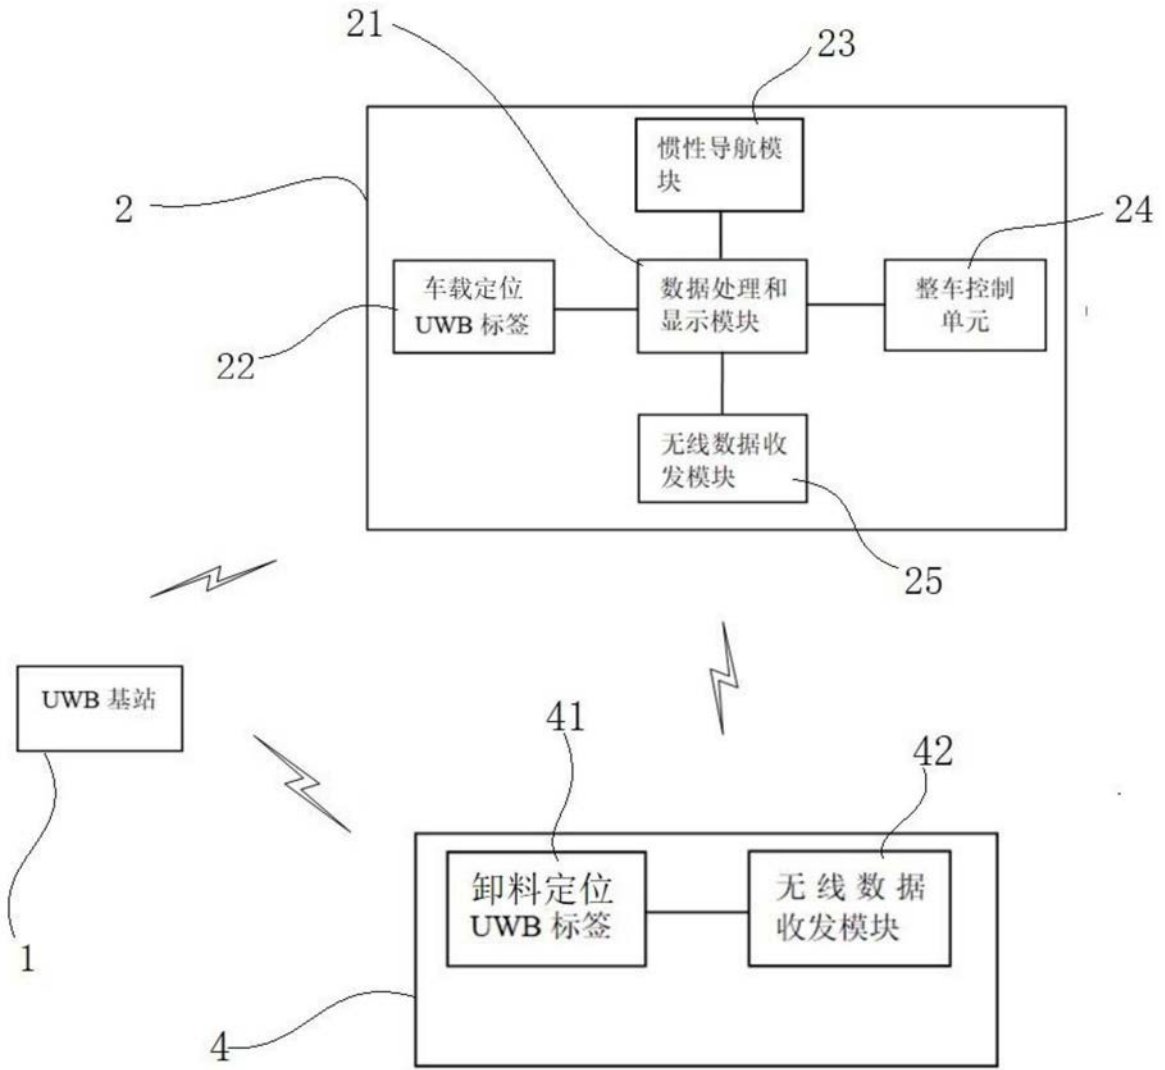 21
23
惯性导航模
块
2
24
车载定位
UWB 标签
数据处理和
显示模块
整车控制
单元
22
无线数据收
发模块
25
UWB 基站
41
42
卸料定位
UWB 标签
无线数据
收发模块
1
4